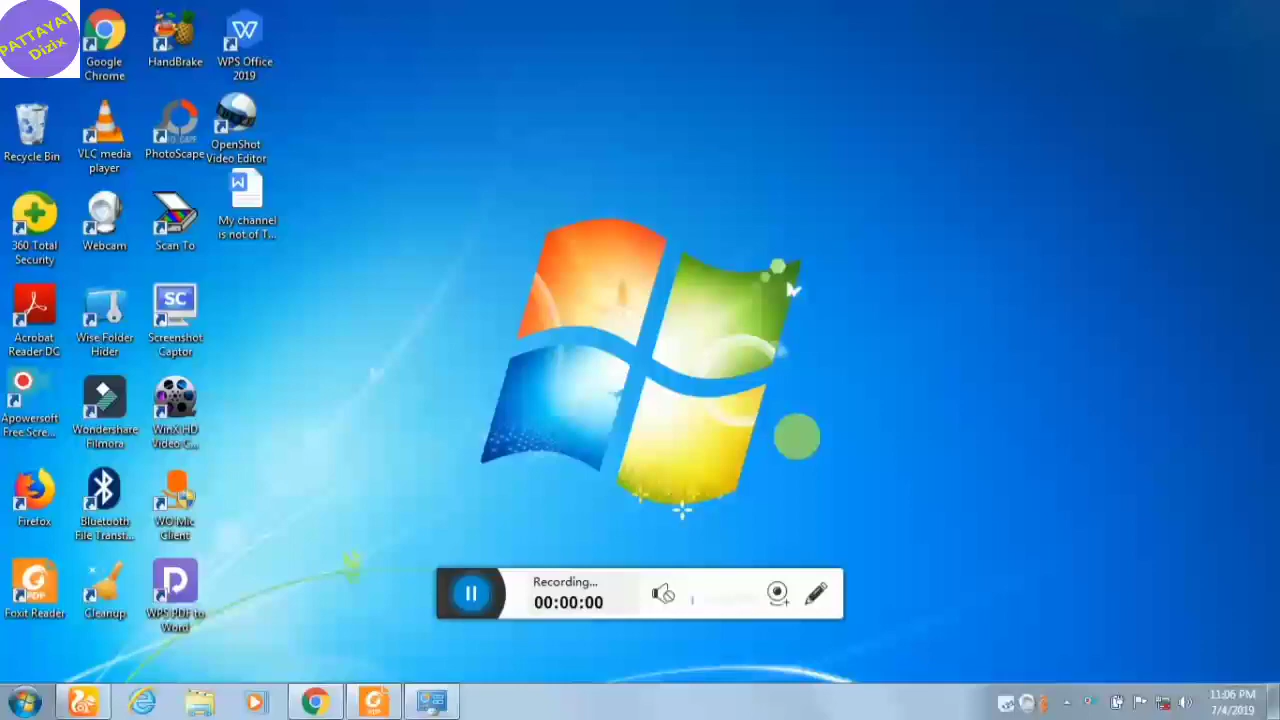 PATTAYAT
Dizix
Google
Chrome
HandBrake
WPS Office
2019
Recycle Bin
VLC media
player
PhotoScape
OpenShot
Video Editor
360 Total
Security
Webcam
Scan To
My channel
is not of T...
Acrobat
Reader DC
Wise Folder
Hider
SC
Screenshot
Captor
Apowersoft
Free Scre...
Wondershare
Filmora
WinX HD
Video C...
Firefox
Bluetooth
File Transf...
WO Mic
Client
Foxit Reader
Cleanup
WPS PDF to
Word
Recording...
00:00:00
11:06 PM
7/4/2019